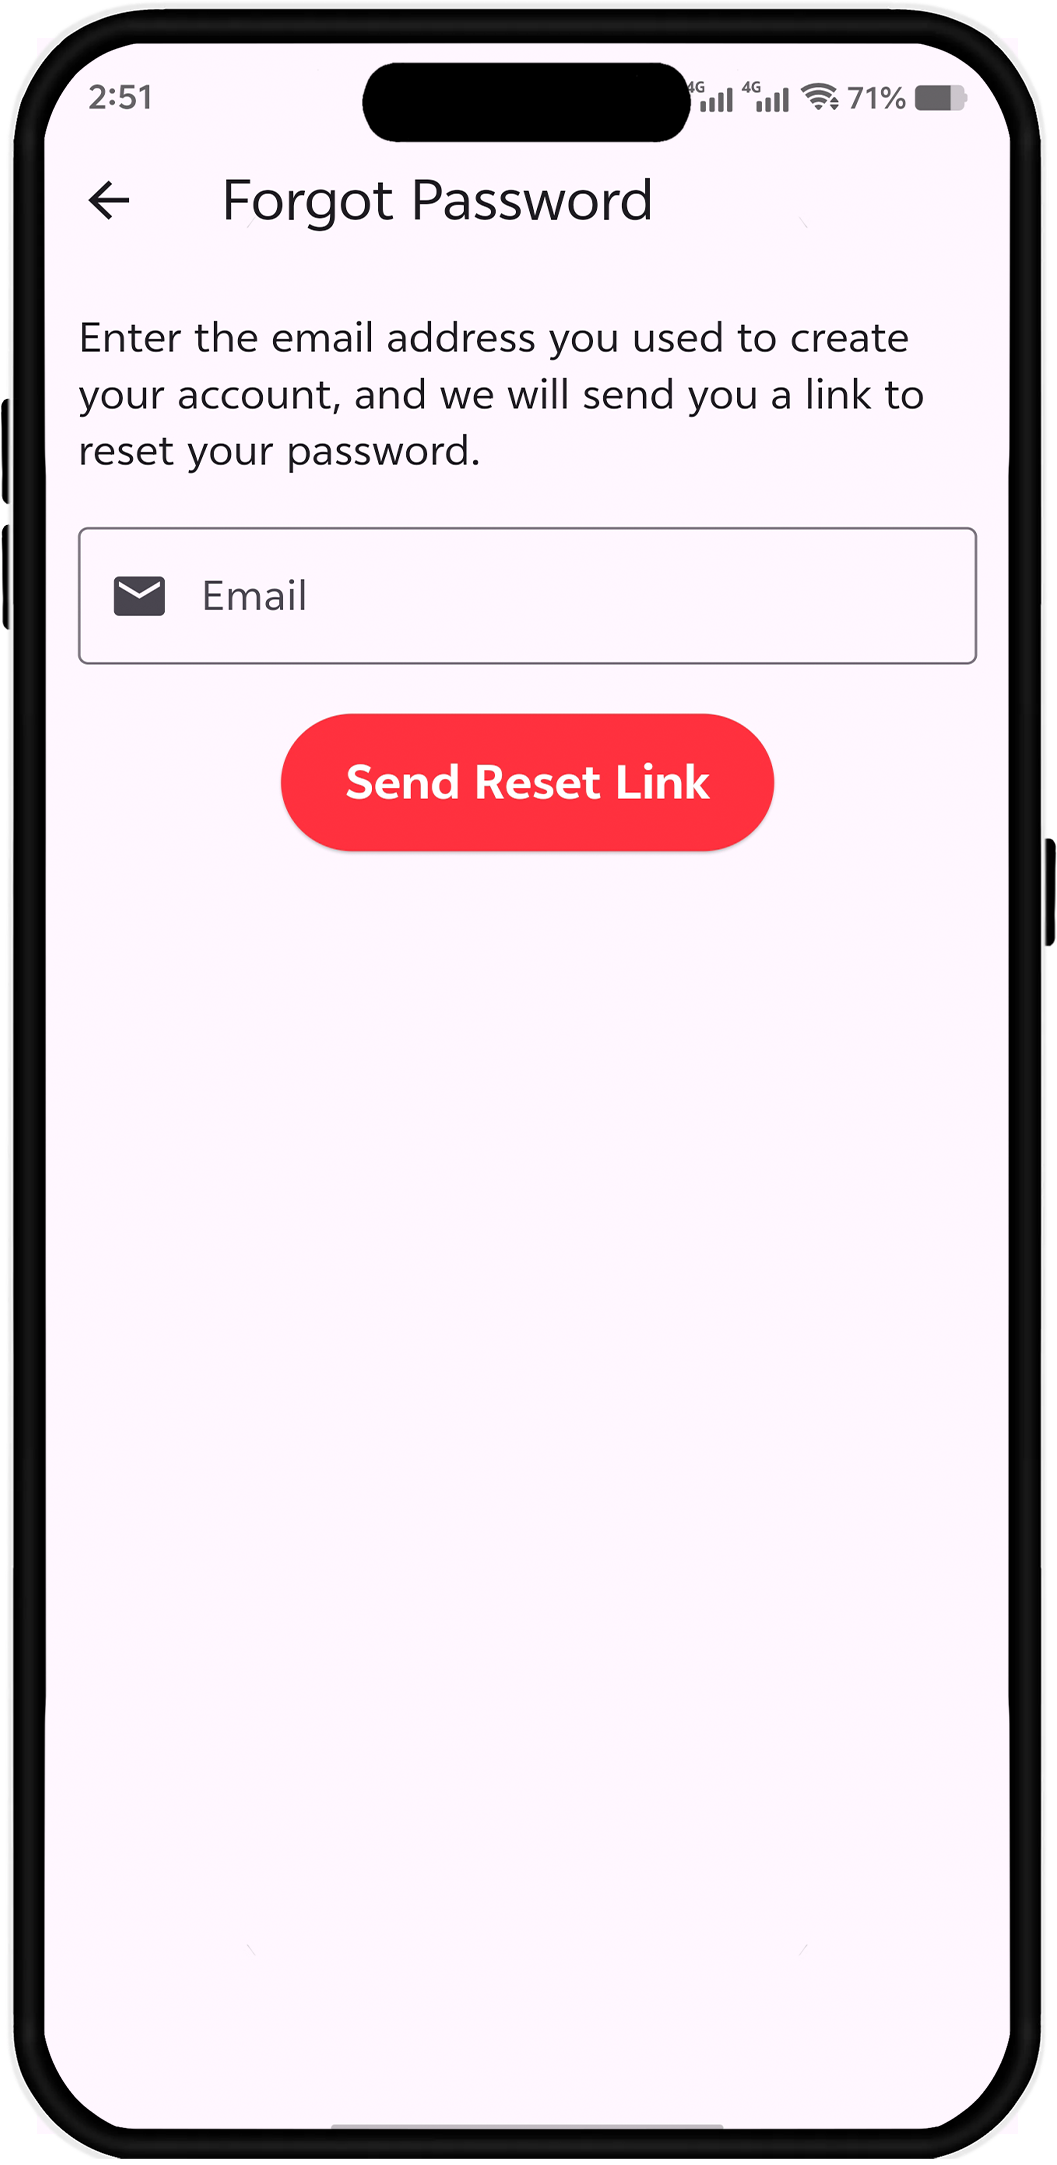 2:51 4G 4G 71%
Forgot Password
Enter the email address you used to create
your account, and we will send you a link to
reset your password.
Email
Send Reset Link